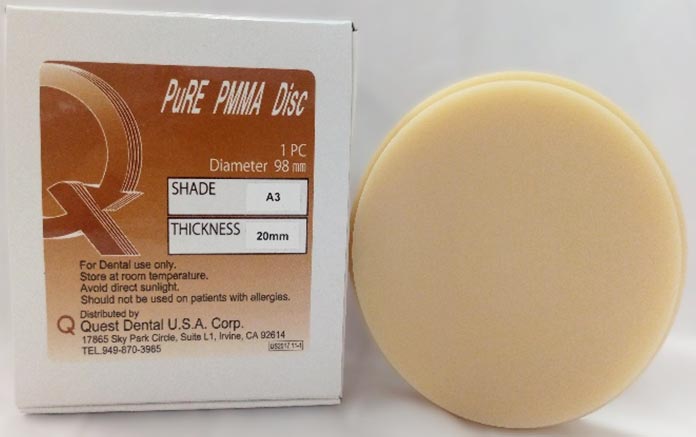 PuRE PMMA Disc
1 PC
Diameter 98 mm
SHADE A3
THICKNESS 20mm
For Dental use only.
Store at room temperature.
Avoid direct sunlight.
Should not be used on patients with allergies.
Distributed by
Quest Dental U.S.A. Corp.
17865 Sky Park Circle, Suite L1, Irvine, CA 92614
TEL.949-870-3985